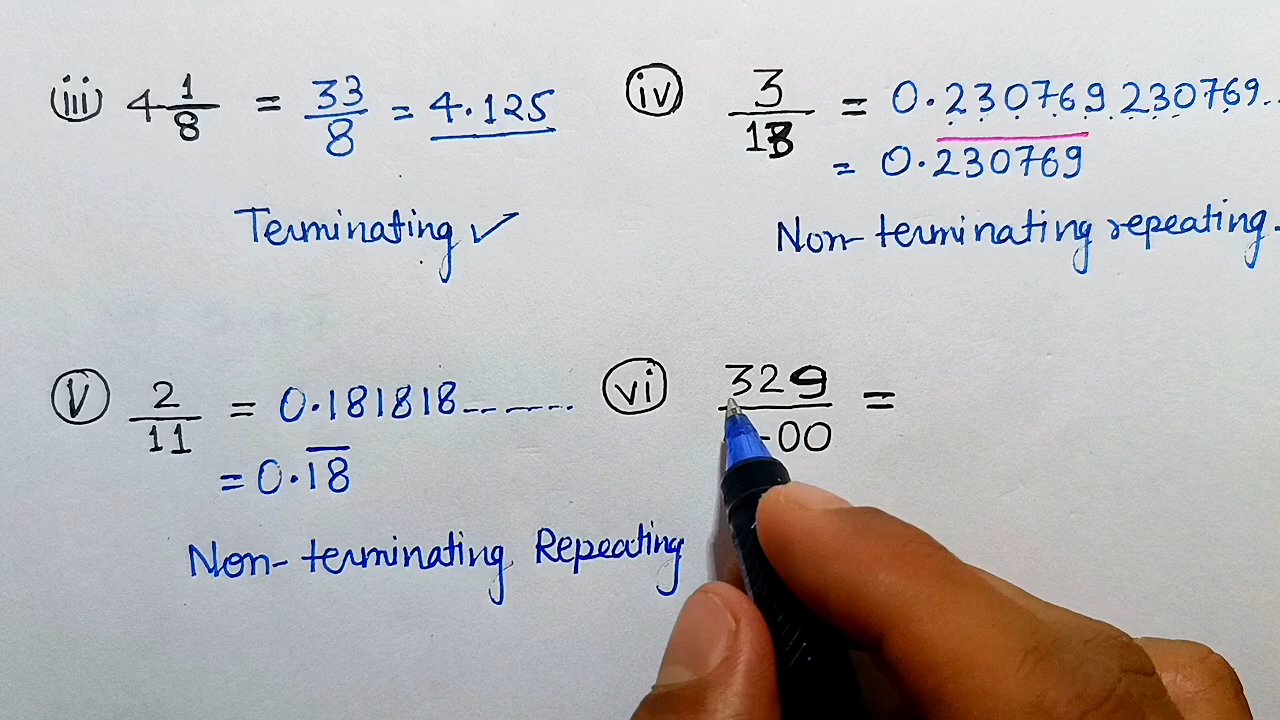 (iii) 4 1/8 = 33/8 = 4.125
Terminating ✓
(iv) 3/13 = 0.230769230769..
= 0.230769
Non-terminating repeating.
(v) 2/11 = 0.181818-------
= 0.18
Non-terminating Repeating
(vi) 329/ 00 =